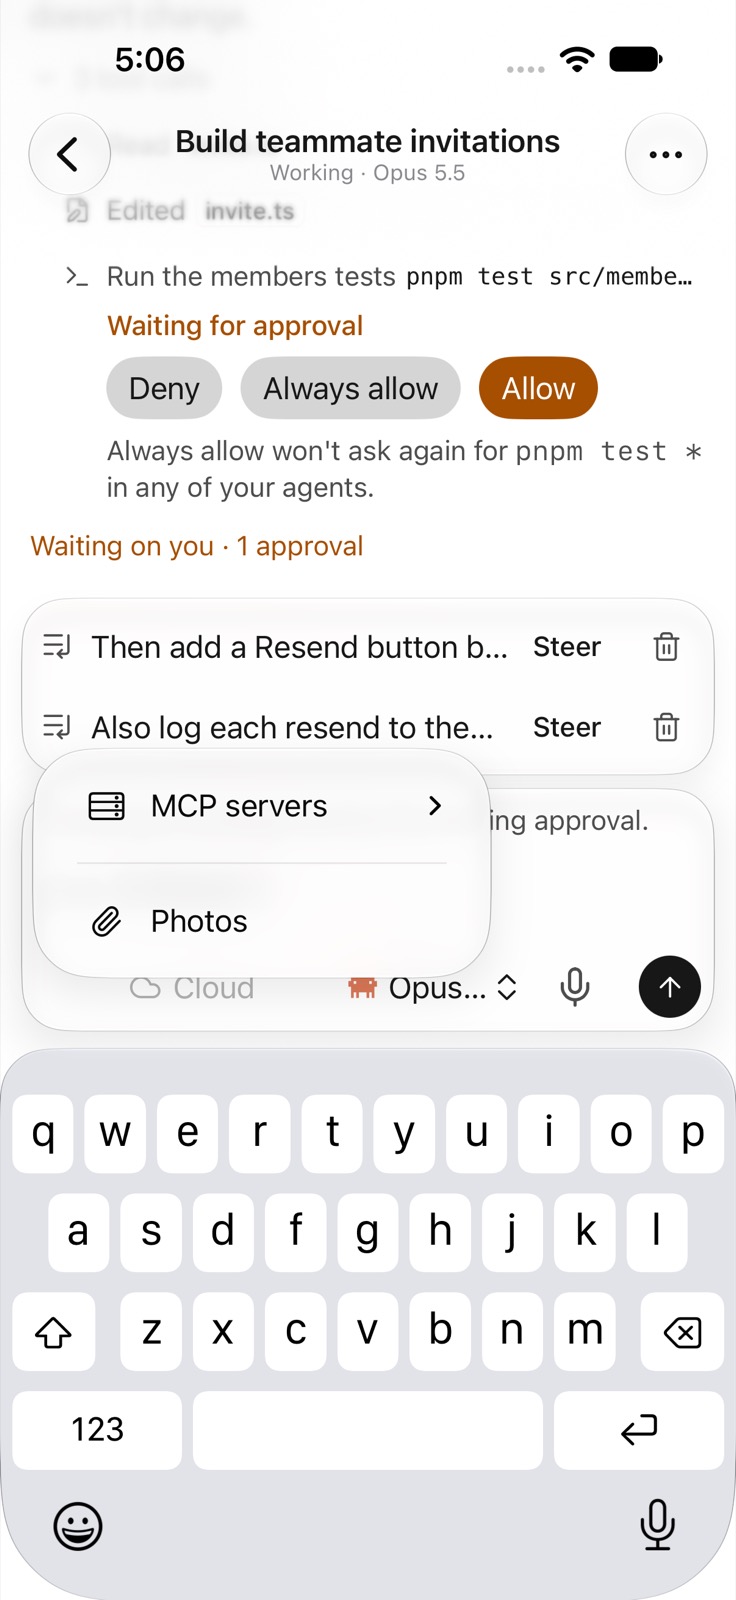 doesn't change.
5:06
Build teammate invitations
Working · Opus 5.5
Edited invite.ts
Run the members tests pnpm test src/membe…
Waiting for approval
Deny
Always allow
Allow
Always allow won't ask again for pnpm test *
in any of your agents.
Waiting on you · 1 approval
Then add a Resend button b... Steer
Also log each resend to the... Steer
MCP servers
ing approval.
Photos
Cloud
Opus...
q w e r t y u i o p
a s d f g h j k l
z x c v b n m
123